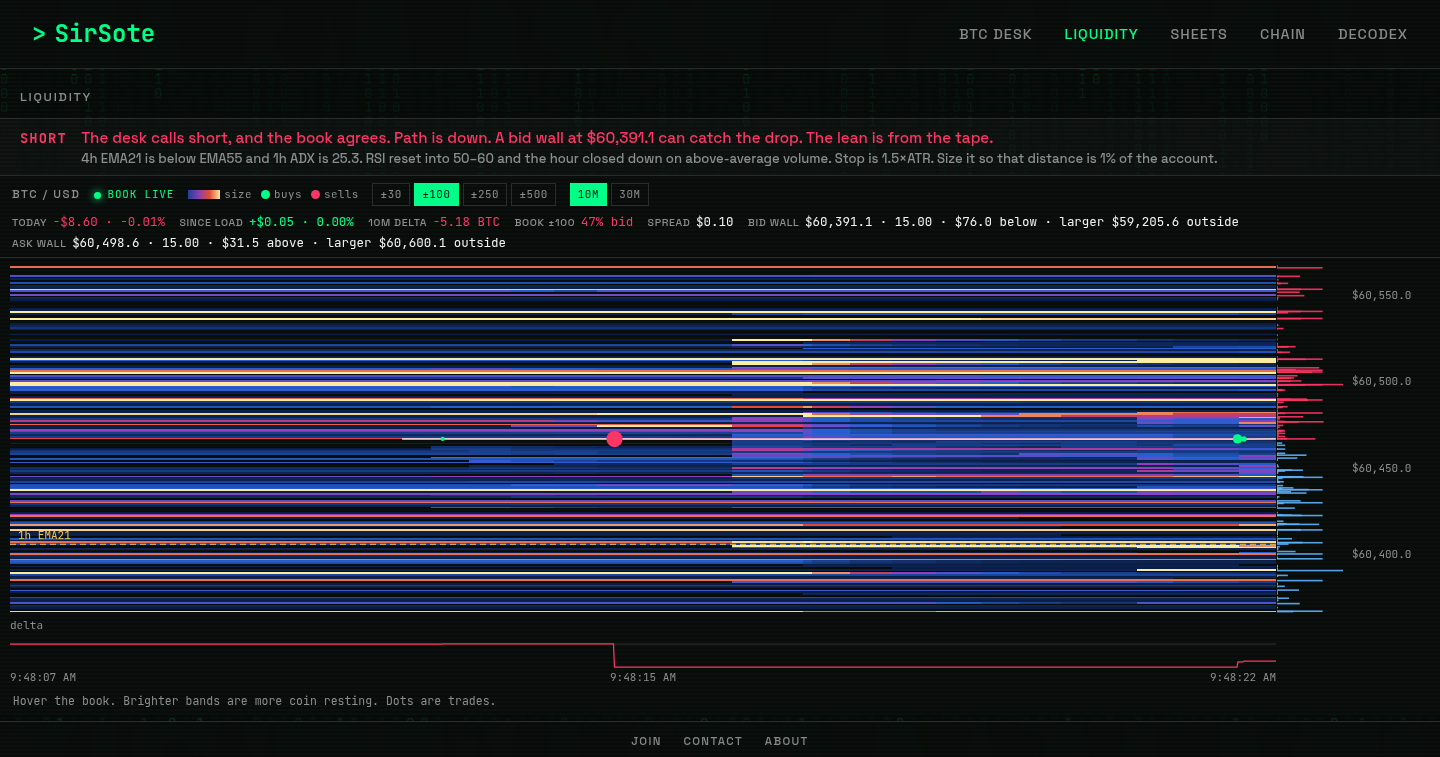 > SirSote
BTC DESK LIQUIDITY SHEETS CHAIN DECODEX
LIQUIDITY
SHORT The desk calls short, and the book agrees. Path is down. A bid wall at $60,391.1 can catch the drop. The lean is from the tape.
4h EMA21 is below EMA55 and 1h ADX is 25.3. RSI reset into 50–60 and the hour closed down on above-average volume. Stop is 1.5×ATR. Size it so that distance is 1% of the account.
BTC / USD BOOK LIVE size buys sells ±30 ±100 ±250 ±500 10M 30M
TODAY -$8.60 · -0.01% SINCE LOAD +$0.05 · 0.00% 10M DELTA -5.18 BTC BOOK ±100 47% bid SPREAD $0.10 BID WALL $60,391.1 · 15.00 · $76.0 below · larger $59,205.6 outside
ASK WALL $60,498.6 · 15.00 · $31.5 above · larger $60,600.1 outside
$60,550.0
$60,500.0
$60,450.0
1h EMA21
$60,400.0
delta
9:48:07 AM 9:48:15 AM 9:48:22 AM
Hover the book. Brighter bands are more coin resting. Dots are trades.
JOIN CONTACT ABOUT